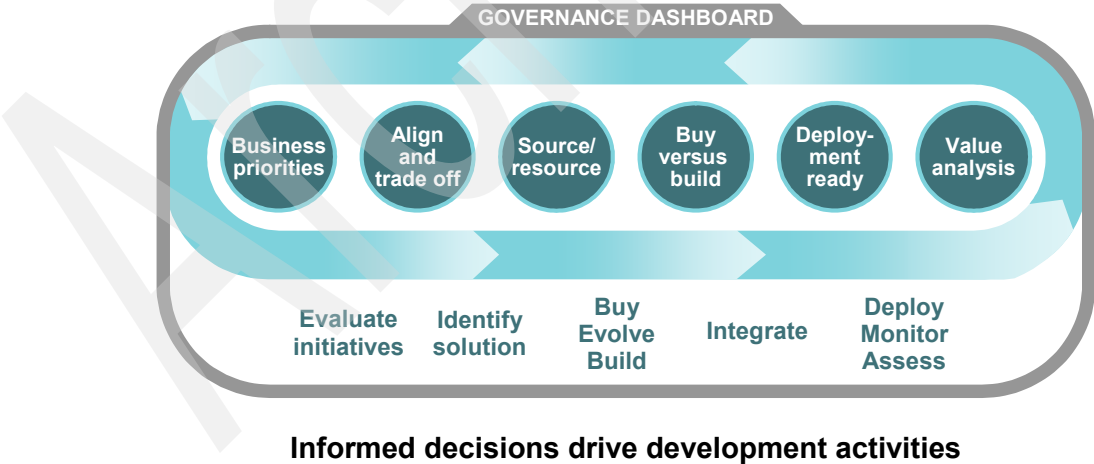 GOVERNANCE DASHBOARD
Business
priorities
Align
and
trade off
Source/
resource
Buy
versus
build
Deploy-
ment
ready
Value
analysis
Evaluate
initiatives
Identify
solution
Buy
Evolve
Build
Integrate
Deploy
Monitor
Assess
Informed decisions drive development activities